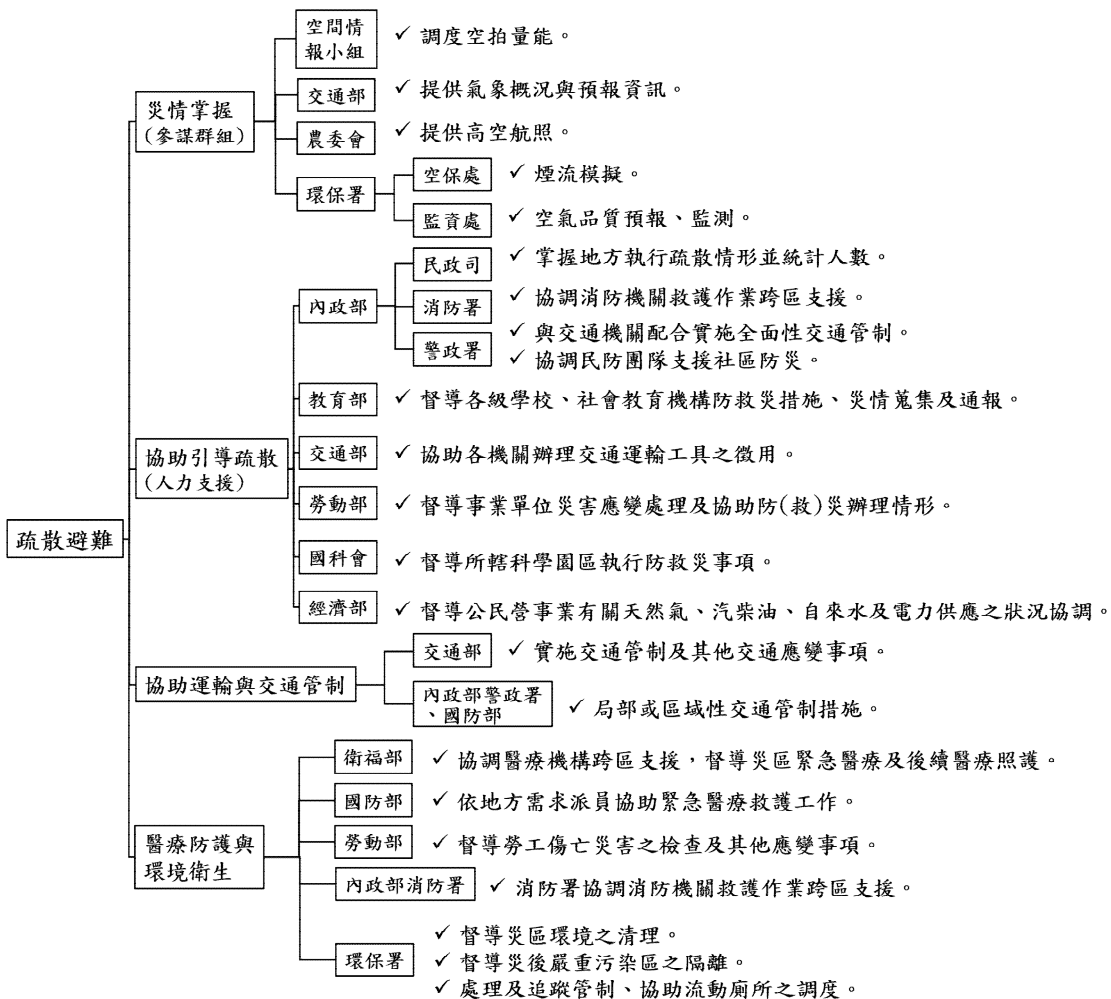 疏散避難
災情掌握
(參謀群組)
空間情
報小組
✓ 調度空拍量能。
交通部
✓ 提供氣象概況與預報資訊。
農委會
✓ 提供高空航照。
環保署
空保處
✓ 煙流模擬。
監資處
✓ 空氣品質預報、監測。
協助引導疏散
(人力支援)
內政部
民政司
✓ 掌握地方執行疏散情形並統計人數。
消防署
✓ 協調消防機關救護作業跨區支援。
警政署
✓ 與交通機關配合實施全面性交通管制。
✓ 協調民防團隊支援社區防災。
教育部
✓ 督導各級學校、社會教育機構防救災措施、災情蒐集及通報。
交通部
✓ 協助各機關辦理交通運輸工具之徵用。
勞動部
✓ 督導事業單位災害應變處理及協助防(救)災辦理情形。
國科會
✓ 督導所轄科學園區執行防救災事項。
經濟部
✓ 督導公民營事業有關天然氣、汽柴油、自來水及電力供應之狀況協調。
協助運輸與交通管制
交通部
✓ 實施交通管制及其他交通應變事項。
內政部警政署
、國防部
✓ 局部或區域性交通管制措施。
醫療防護與
環境衛生
衛福部
✓ 協調醫療機構跨區支援，督導災區緊急醫療及後續醫療照護。
國防部
✓ 依地方需求派員協助緊急醫療救護工作。
勞動部
✓ 督導勞工傷亡災害之檢查及其他應變事項。
內政部消防署
✓ 消防署協調消防機關救護作業跨區支援。
環保署
✓ 督導災區環境之清理。
✓ 督導災後嚴重污染區之隔離。
✓ 處理及追蹤管制、協助流動廁所之調度。